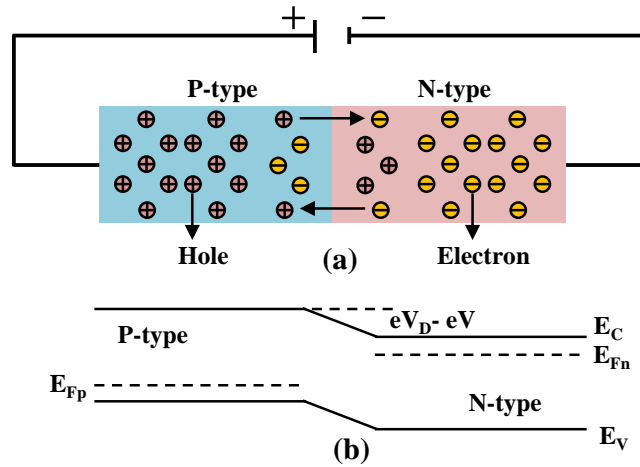 + −
P-type N-type
Hole Electron
(a)
eV_D- eV E_C
P-type E_Fn
E_Fp N-type
E_V
(b)